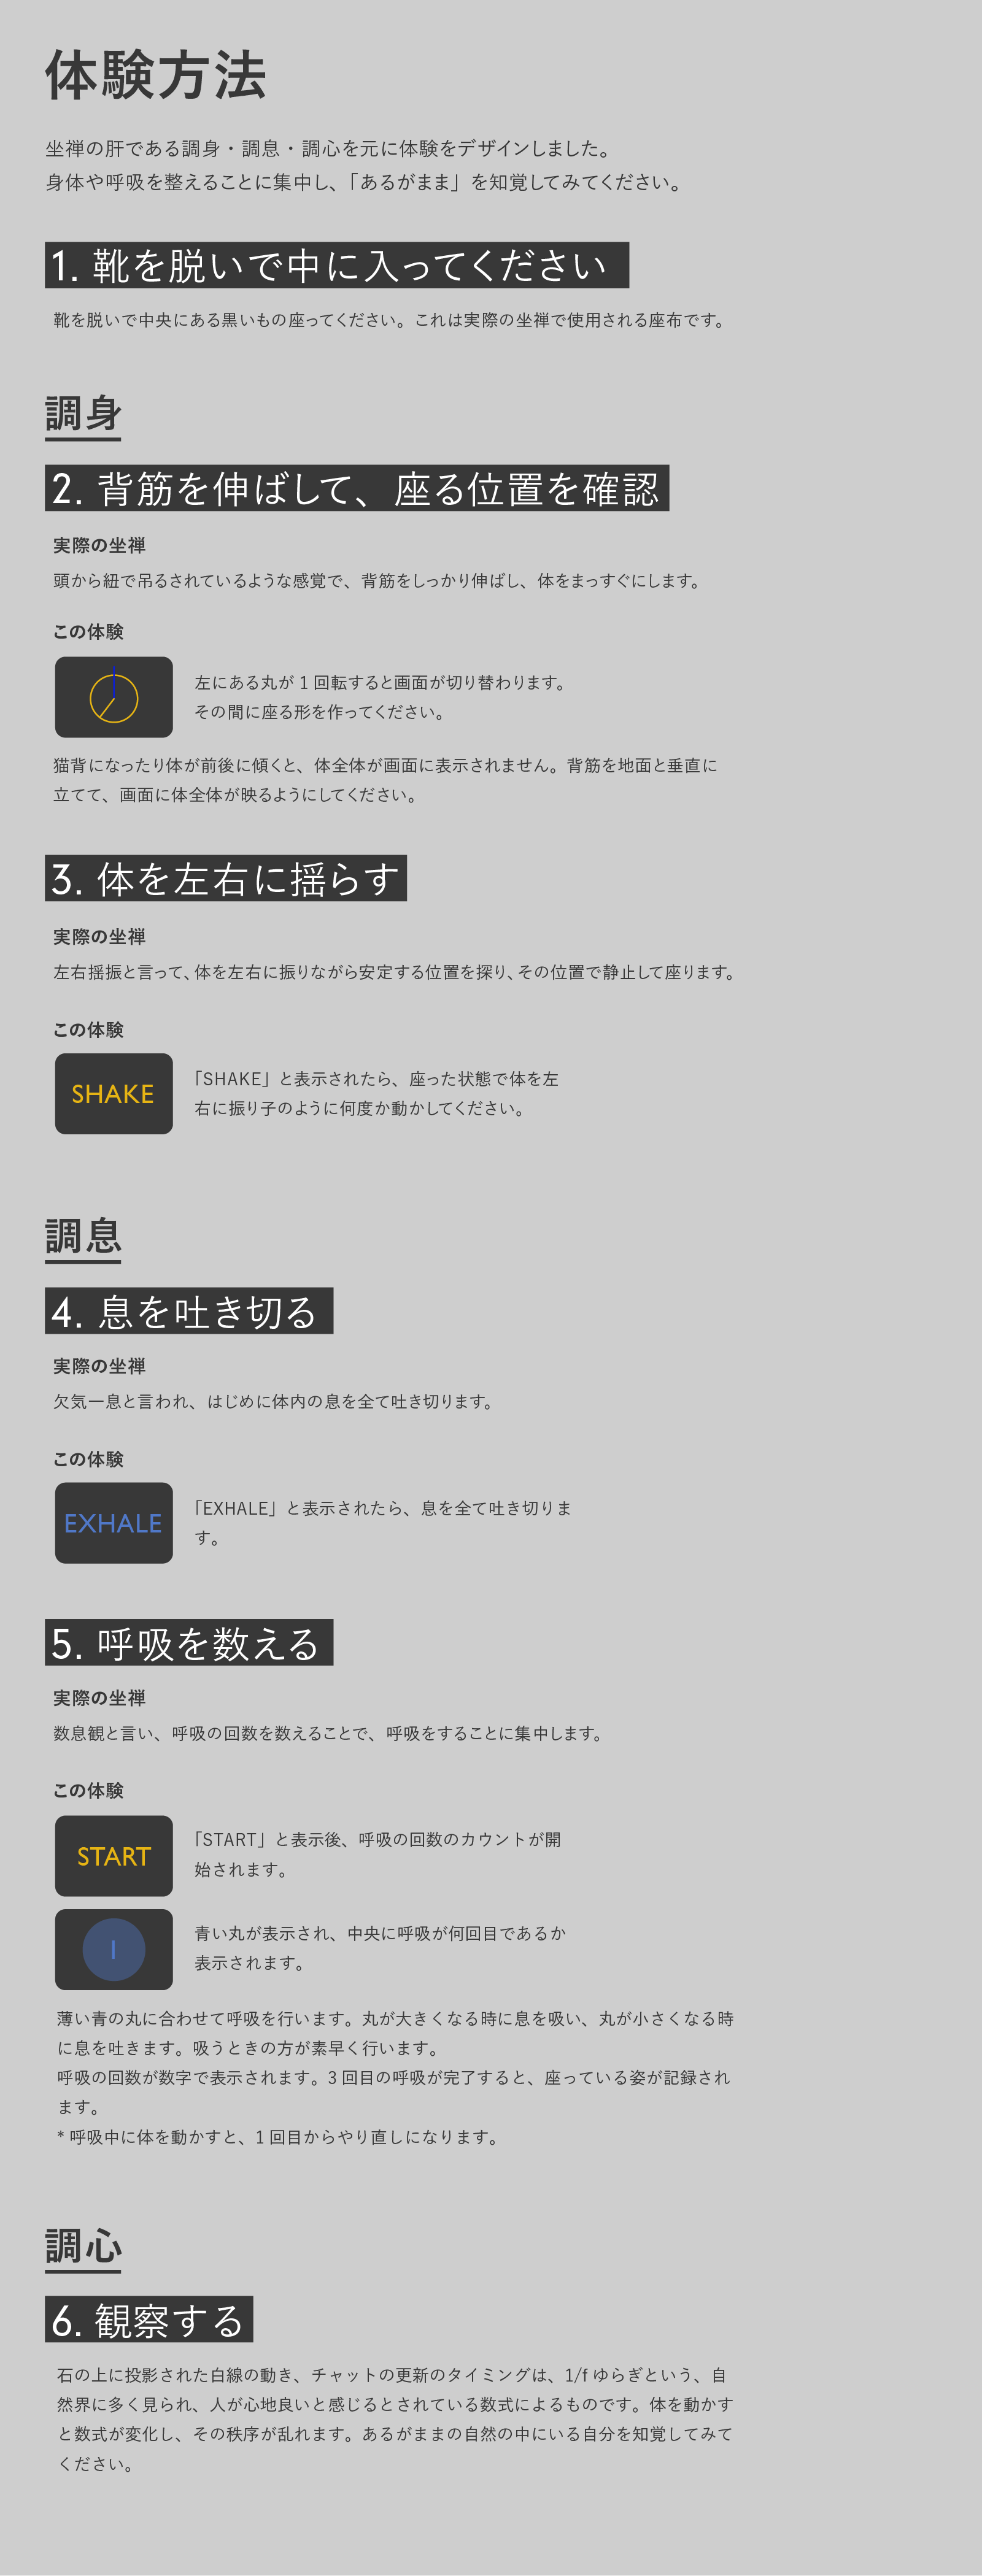 体験方法
坐禅の肝である調身・調息・調心を元に体験をデザインしました。
身体や呼吸を整えることに集中し、「あるがまま」を知覚してみてください。
1. 靴を脱いで中に入ってください
靴を脱いで中央にある黒いもの座ってください。これは実際の坐禅で使用される座布です。
調身
2. 背筋を伸ばして、座る位置を確認
実際の坐禅
頭から紐で吊るされているような感覚で、背筋をしっかり伸ばし、体をまっすぐにします。
この体験
左にある丸が 1 回転すると画面が切り替わります。
その間に座る形を作ってください。
猫背になったり体が前後に傾くと、体全体が画面に表示されません。背筋を地面と垂直に
立てて、画面に体全体が映るようにしてください。
3. 体を左右に揺らす
実際の坐禅
左右揺振と言って、体を左右に振りながら安定する位置を探り、その位置で静止して座ります。
この体験
SHAKE
「SHAKE」と表示されたら、座った状態で体を左
右に振り子のように何度か動かしてください。
調息
4. 息を吐き切る
実際の坐禅
欠気一息と言われ、はじめに体内の息を全て吐き切ります。
この体験
EXHALE
「EXHALE」と表示されたら、息を全て吐き切りま
す。
5. 呼吸を数える
実際の坐禅
数息観と言い、呼吸の回数を数えることで、呼吸をすることに集中します。
この体験
START
「START」と表示後、呼吸の回数のカウントが開
始されます。
1
青い丸が表示され、中央に呼吸が何回目であるか
表示されます。
薄い青の丸に合わせて呼吸を行います。丸が大きくなる時に息を吸い、丸が小さくなる時
に息を吐きます。吸うときの方が素早く行います。
呼吸の回数が数字で表示されます。3 回目の呼吸が完了すると、座っている姿が記録され
ます。
* 呼吸中に体を動かすと、1 回目からやり直しになります。
調心
6. 観察する
石の上に投影された白線の動き、チャットの更新のタイミングは、1/f ゆらぎという、自
然界に多く見られ、人が心地良いと感じるとされている数式によるものです。体を動かす
と数式が変化し、その秩序が乱れます。あるがままの自然の中にいる自分を知覚してみて
ください。